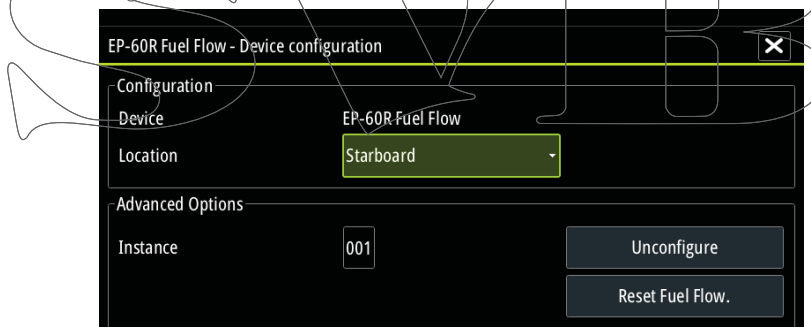 EP-60R Fuel Flow - Device configuration
Configuration
Device EP-60R Fuel Flow
Location Starboard
Advanced Options
Instance 001 Unconfigure
Reset Fuel Flow.